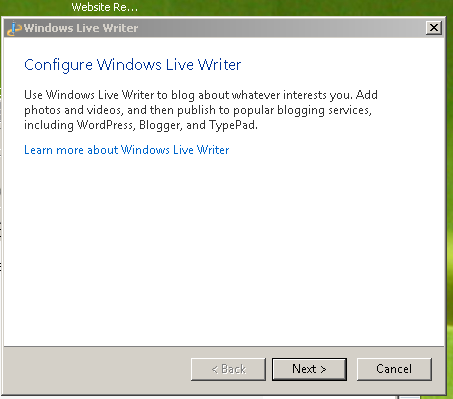 Website Re...
Windows Live Writer
Configure Windows Live Writer
Use Windows Live Writer to blog about whatever interests you. Add
photos and videos, and then publish to popular blogging services,
including WordPress, Blogger, and TypePad.
Learn more about Windows Live Writer
< Back Next > Cancel